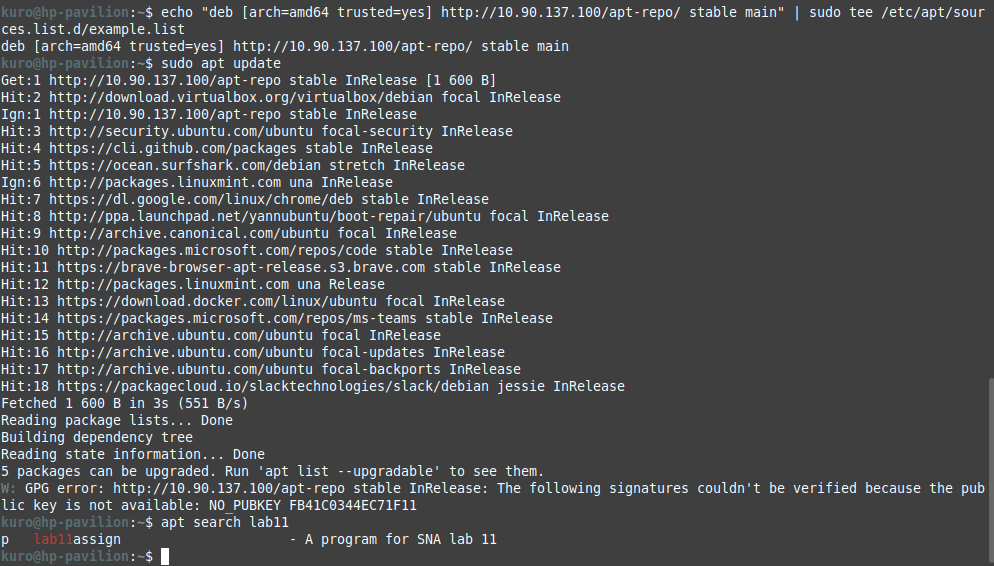 kuro@hp-pavilion:~$ echo "deb [arch=amd64 trusted=yes] http://10.90.137.100/apt-repo/ stable main" | sudo tee /etc/apt/sour
ces.list.d/example.list
deb [arch=amd64 trusted=yes] http://10.90.137.100/apt-repo/ stable main
kuro@hp-pavilion:~$ sudo apt update
Get:1 http://10.90.137.100/apt-repo stable InRelease [1 600 B]
Hit:2 http://download.virtualbox.org/virtualbox/debian focal InRelease
Ign:1 http://10.90.137.100/apt-repo stable InRelease
Hit:3 http://security.ubuntu.com/ubuntu focal-security InRelease
Hit:4 https://cli.github.com/packages stable InRelease
Hit:5 https://ocean.surfshark.com/debian stretch InRelease
Ign:6 http://packages.linuxmint.com una InRelease
Hit:7 https://dl.google.com/linux/chrome/deb stable InRelease
Hit:8 http://ppa.launchpad.net/yannubuntu/boot-repair/ubuntu focal InRelease
Hit:9 http://archive.canonical.com/ubuntu focal InRelease
Hit:10 http://packages.microsoft.com/repos/code stable InRelease
Hit:11 https://brave-browser-apt-release.s3.brave.com stable InRelease
Hit:12 http://packages.linuxmint.com una Release
Hit:13 https://download.docker.com/linux/ubuntu focal InRelease
Hit:14 https://packages.microsoft.com/repos/ms-teams stable InRelease
Hit:15 http://archive.ubuntu.com/ubuntu focal InRelease
Hit:16 http://archive.ubuntu.com/ubuntu focal-updates InRelease
Hit:17 http://archive.ubuntu.com/ubuntu focal-backports InRelease
Hit:18 https://packagecloud.io/slacktechnologies/slack/debian jessie InRelease
Fetched 1 600 B in 3s (551 B/s)
Reading package lists... Done
Building dependency tree
Reading state information... Done
5 packages can be upgraded. Run 'apt list --upgradable' to see them.
W: GPG error: http://10.90.137.100/apt-repo stable InRelease: The following signatures couldn't be verified because the pub
lic key is not available: NO_PUBKEY FB41C0344EC71F11
kuro@hp-pavilion:~$ apt search lab11
p   lab11assign                     - A program for SNA lab 11
kuro@hp-pavilion:~$